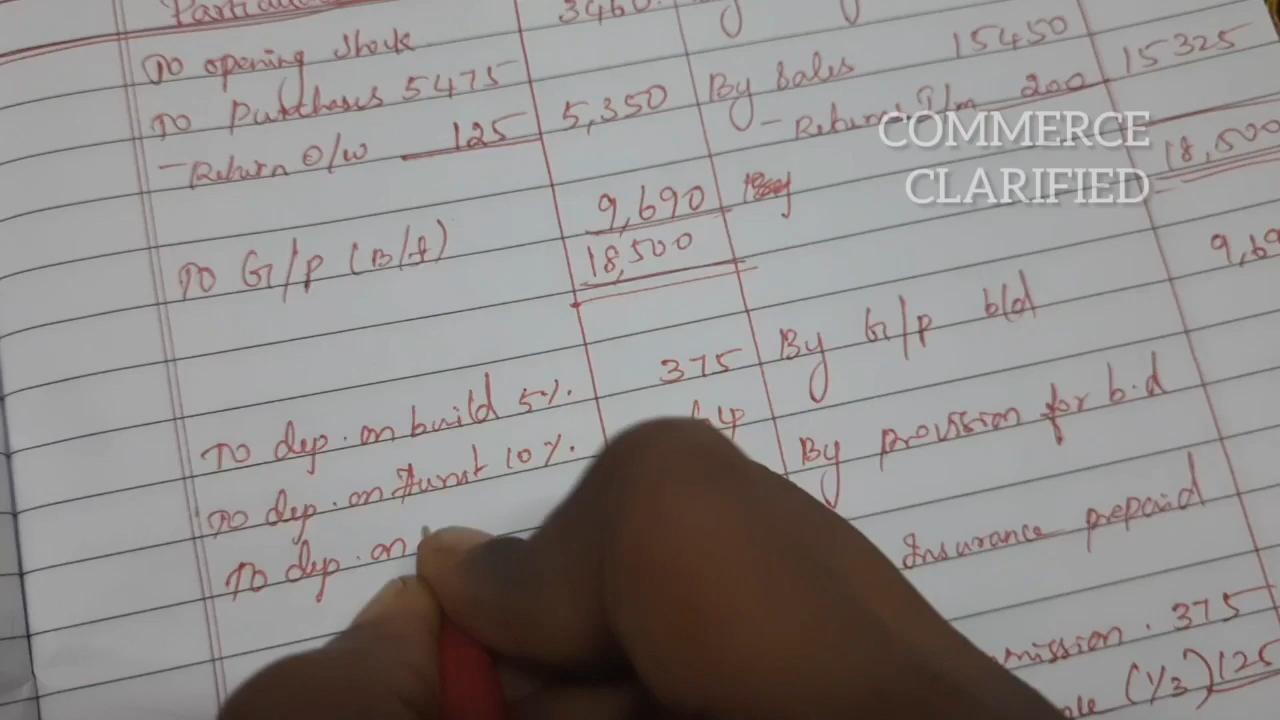 3460.
To opening stock
To Purchases 5475
- Return o/w 125 5,350
By Sales 15450
- Return 200 15325
COMMERCE
CLARIFIED
18,500
To G/P (B/f) 9,690
18,500
By G/P b/d 9,69
To dep. on build 5%. 375
By provision for b.d
To dep. on 10%.
To dep. on
Insurance prepaid
mission. 375
(1/3) 125